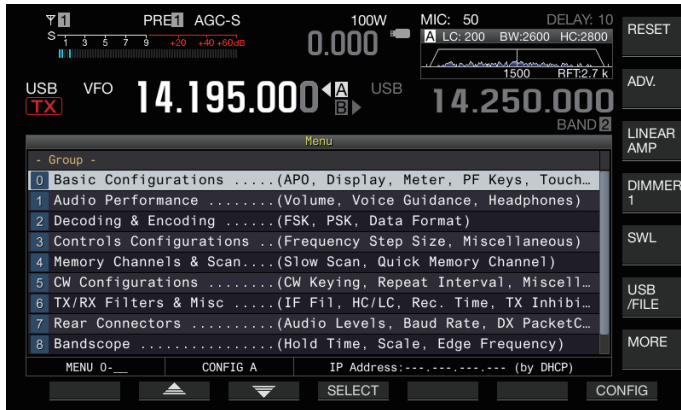 1 PRE1 AGC-S 100W MIC: 50 DELAY: 10 RESET
S 1 3 5 7 9 +20 +40 +60dB 0.000 A LC: 200 BW:2600 HC:2800
1500 RFT:2.7 k
USB VFO 14.195.000 A USB 14.250.000 ADV.
TX B BAND 2
Menu LINEAR AMP
- Group -
0 Basic Configurations .....(APO, Display, Meter, PF Keys, Touch…
DIMMER 1
1 Audio Performance ........(Volume, Voice Guidance, Headphones)
2 Decoding & Encoding ......(FSK, PSK, Data Format)
3 Controls Configurations ..(Frequency Step Size, Miscellaneous)
SWL
4 Memory Channels & Scan....(Slow Scan, Quick Memory Channel)
5 CW Configurations ........(CW Keying, Repeat Interval, Miscell…
6 TX/RX Filters & Misc .....(IF Fil, HC/LC, Rec. Time, TX Inhibi…
USB /FILE
7 Rear Connectors ..........(Audio Levels, Baud Rate, DX PacketC…
8 Bandscope ................(Hold Time, Scale, Edge Frequency)
MORE
MENU 0-__ CONFIG A IP Address:---.---.---.--- (by DHCP)
SELECT CONFIG